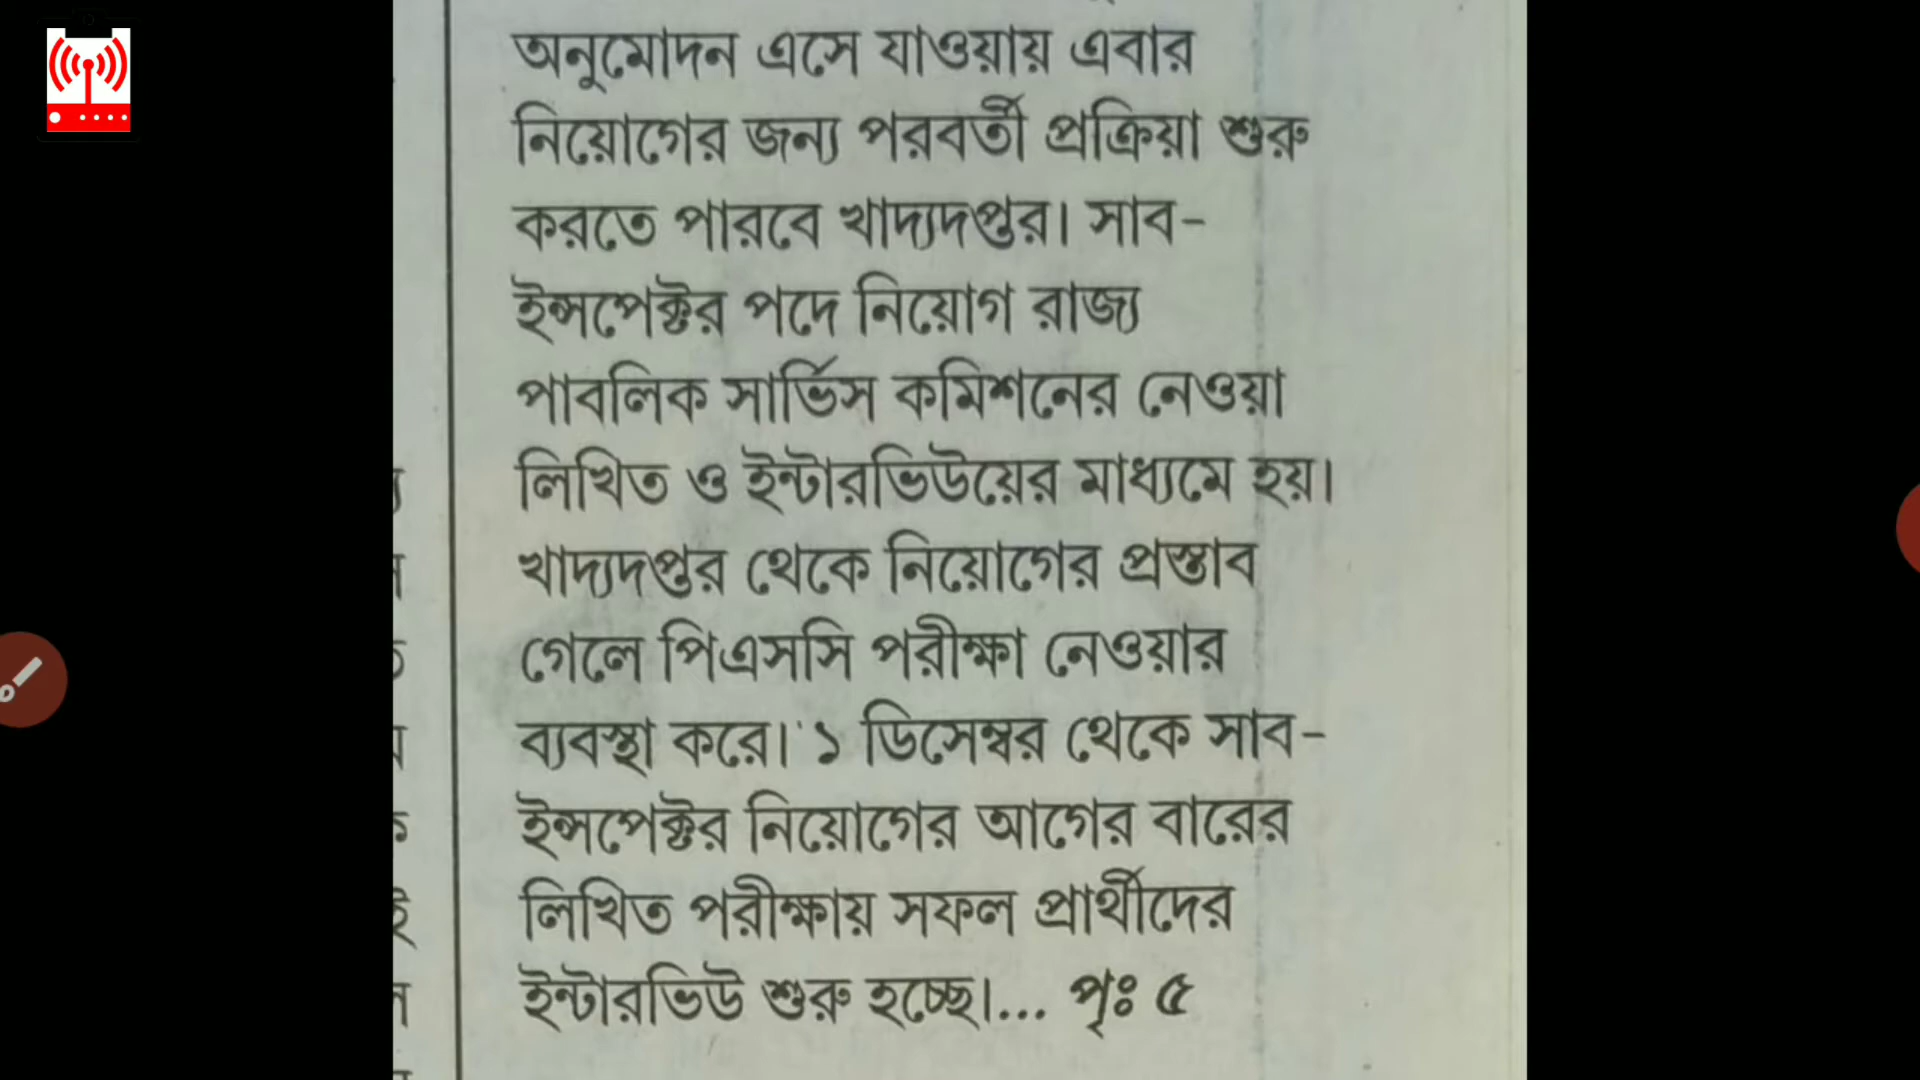 অনুমোদন এসে যাওয়ায় এবার
নিয়োগের জন্য পরবর্তী প্রক্রিয়া শুরু
করতে পারবে খাদ্যদপ্তর। সাব-
ইন্সপেক্টর পদে নিয়োগ রাজ্য
পাবলিক সার্ভিস কমিশনের নেওয়া
লিখিত ও ইন্টারভিউয়ের মাধ্যমে হয়।
খাদ্যদপ্তর থেকে নিয়োগের প্রস্তাব
গেলে পিএসসি পরীক্ষা নেওয়ার
ব্যবস্থা করে। ১ ডিসেম্বর থেকে সাব-
ইন্সপেক্টর নিয়োগের আগের বারের
লিখিত পরীক্ষায় সফল প্রার্থীদের
ইন্টারভিউ শুরু হচ্ছে।... পৃঃ ৫